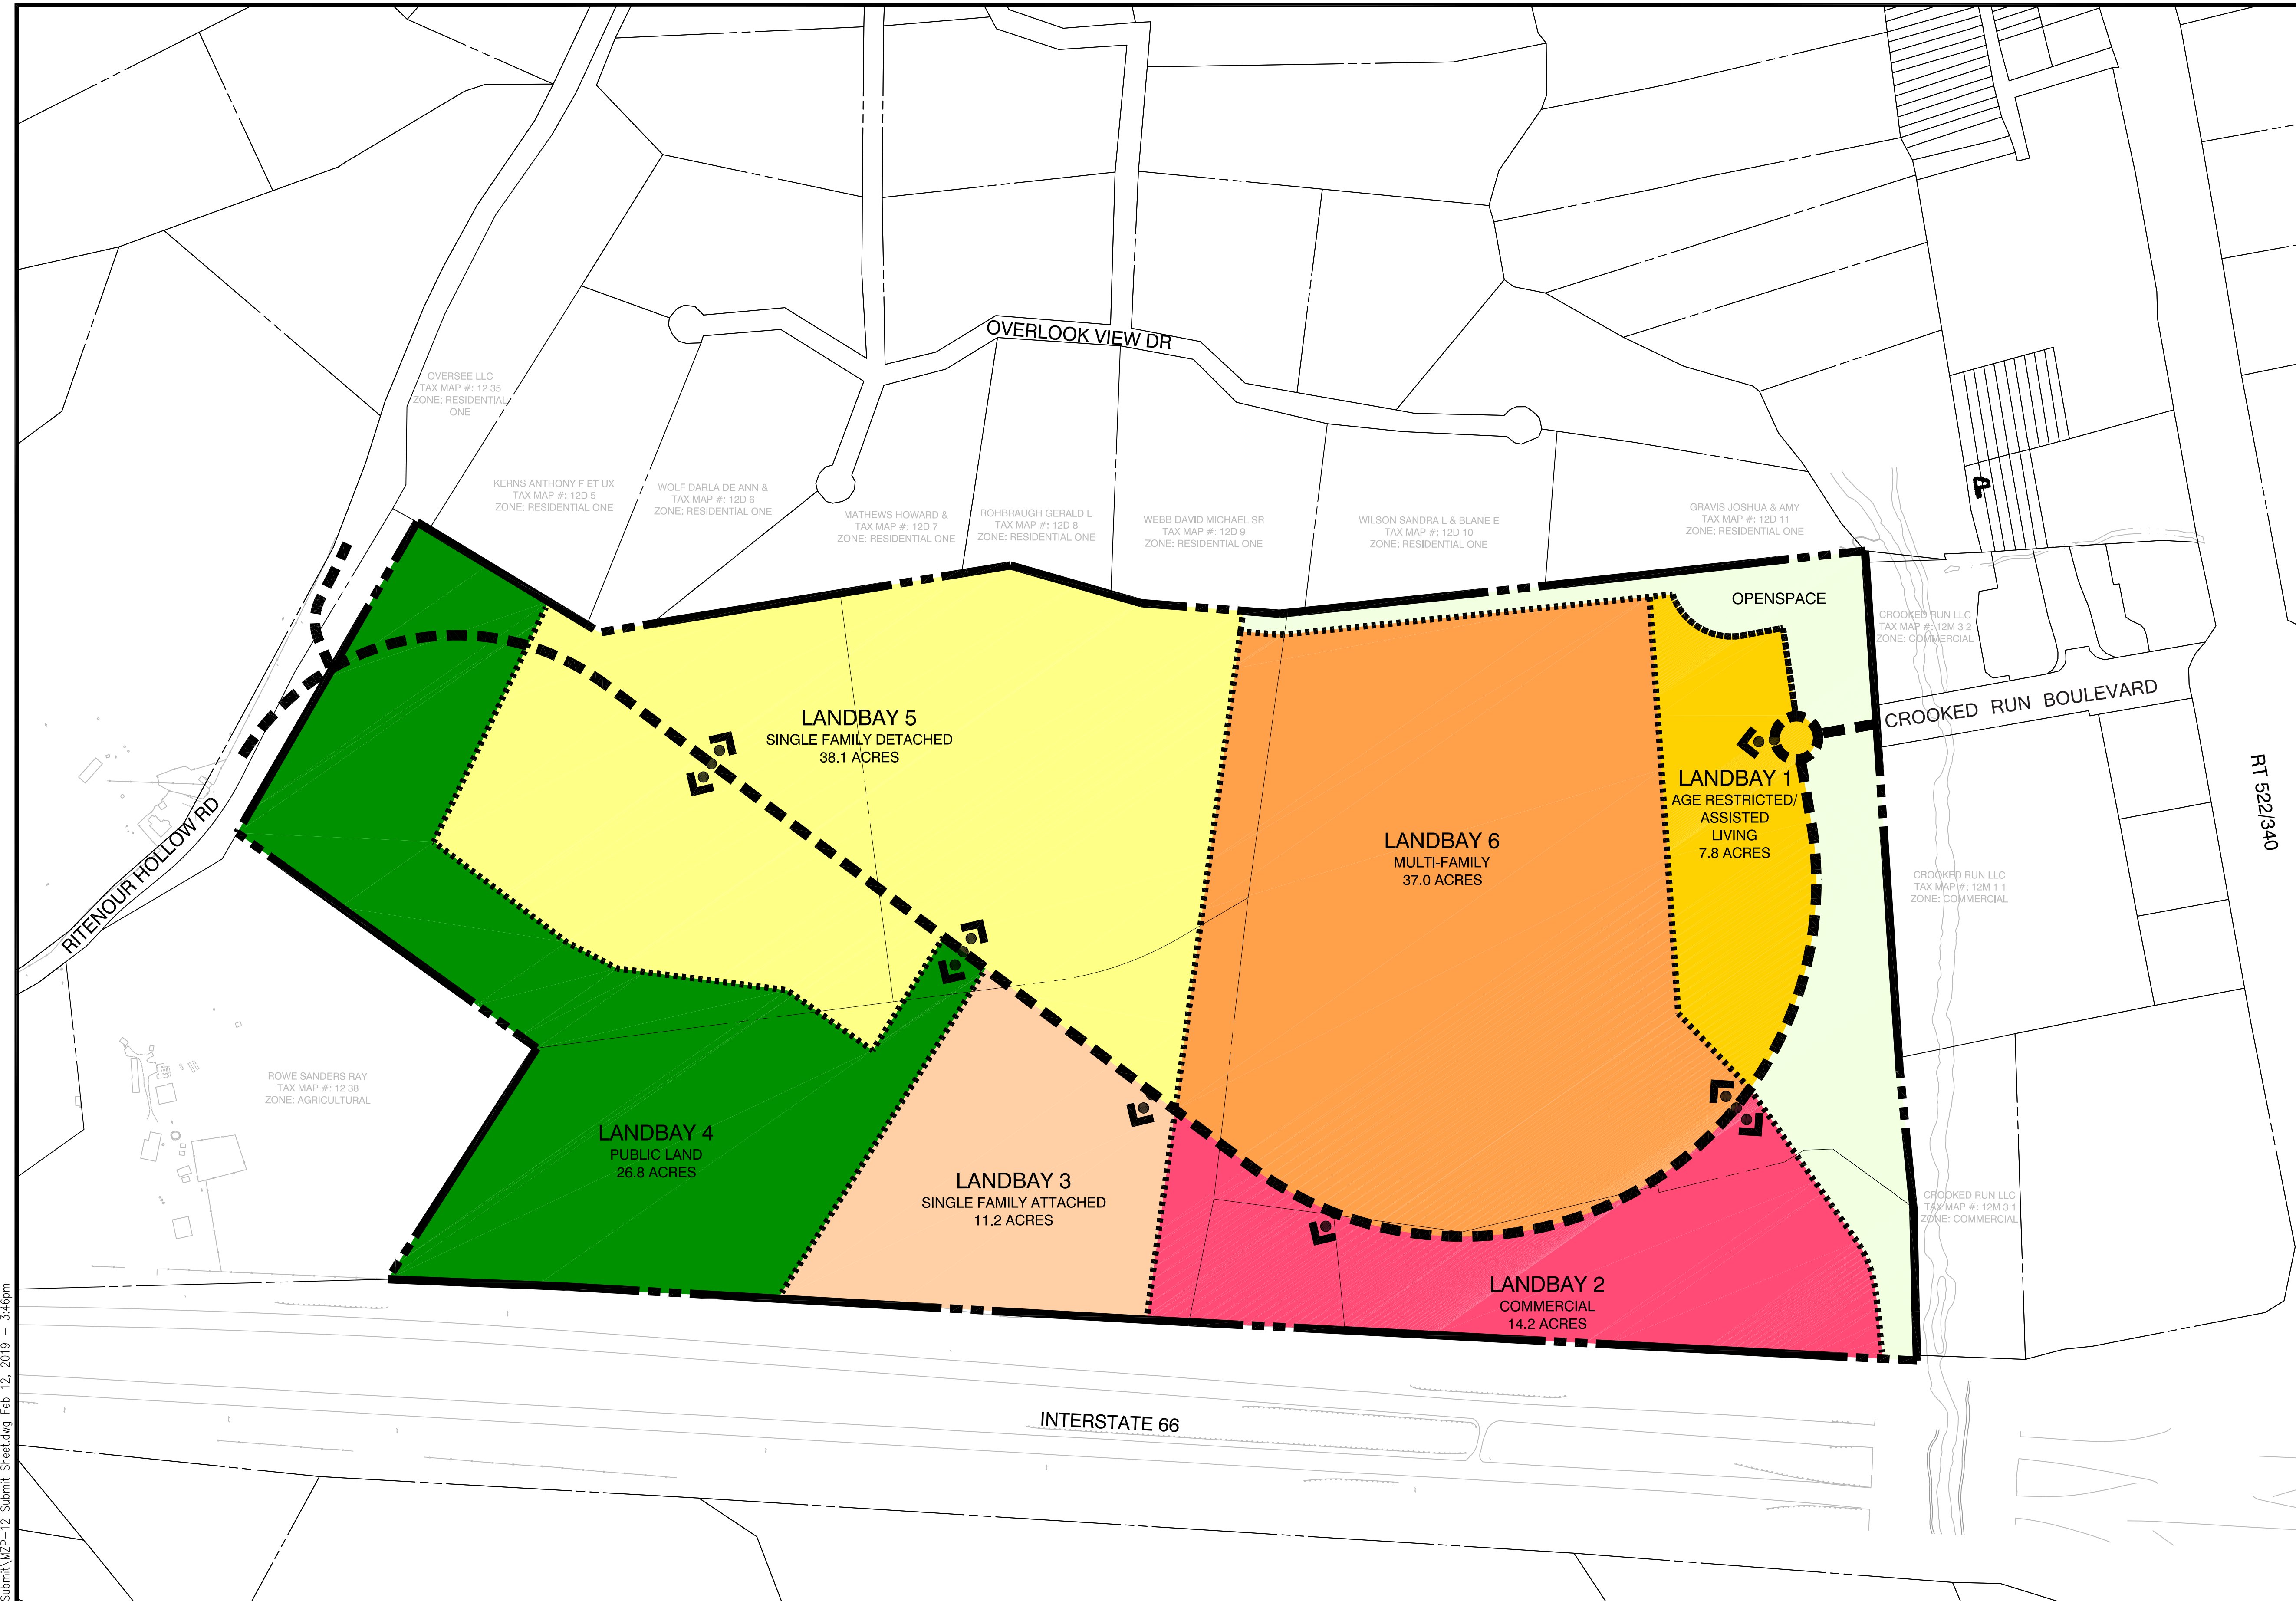 OVERLOOK VIEW DR
OVERSEE LLC
TAX MAP #: 12 35
ZONE: RESIDENTIAL
ONE
KERNS ANTHONY F ET UX
TAX MAP #: 12D 5
ZONE: RESIDENTIAL ONE
WOLF DARLA DE ANN &
TAX MAP #: 12D 6
ZONE: RESIDENTIAL ONE
MATHEWS HOWARD &
TAX MAP #: 12D 7
ZONE: RESIDENTIAL ONE
ROHBRAUGH GERALD L
TAX MAP #: 12D 8
ZONE: RESIDENTIAL ONE
WEBB DAVID MICHAEL SR
TAX MAP #: 12D 9
ZONE: RESIDENTIAL ONE
WILSON SANDRA L & BLANE E
TAX MAP #: 12D 10
ZONE: RESIDENTIAL ONE
GRAVIS JOSHUA & AMY
TAX MAP #: 12D 11
ZONE: RESIDENTIAL ONE
OPENSPACE
CROOKED RUN LLC
TAX MAP #: 12M 3 2
ZONE: COMMERCIAL
CROOKED RUN BOULEVARD
LANDBAY 5
SINGLE FAMILY DETACHED
38.1 ACRES
LANDBAY 1
AGE RESTRICTED/
ASSISTED
LIVING
7.8 ACRES
RT 522/340
LANDBAY 6
MULTI-FAMILY
37.0 ACRES
RITENOUR HOLLOW RD
CROOKED RUN LLC
TAX MAP #: 12M 1 1
ZONE: COMMERCIAL
ROWE SANDERS RAY
TAX MAP #: 12 38
ZONE: AGRICULTURAL
LANDBAY 4
PUBLIC LAND
26.8 ACRES
LANDBAY 3
SINGLE FAMILY ATTACHED
11.2 ACRES
CROOKED RUN LLC
TAX MAP #: 12M 3 1
ZONE: COMMERCIAL
LANDBAY 2
COMMERCIAL
14.2 ACRES
INTERSTATE 66
Submit\MZP-12 Submit Sheet.dwg Feb 12, 2019 - 3:46pm